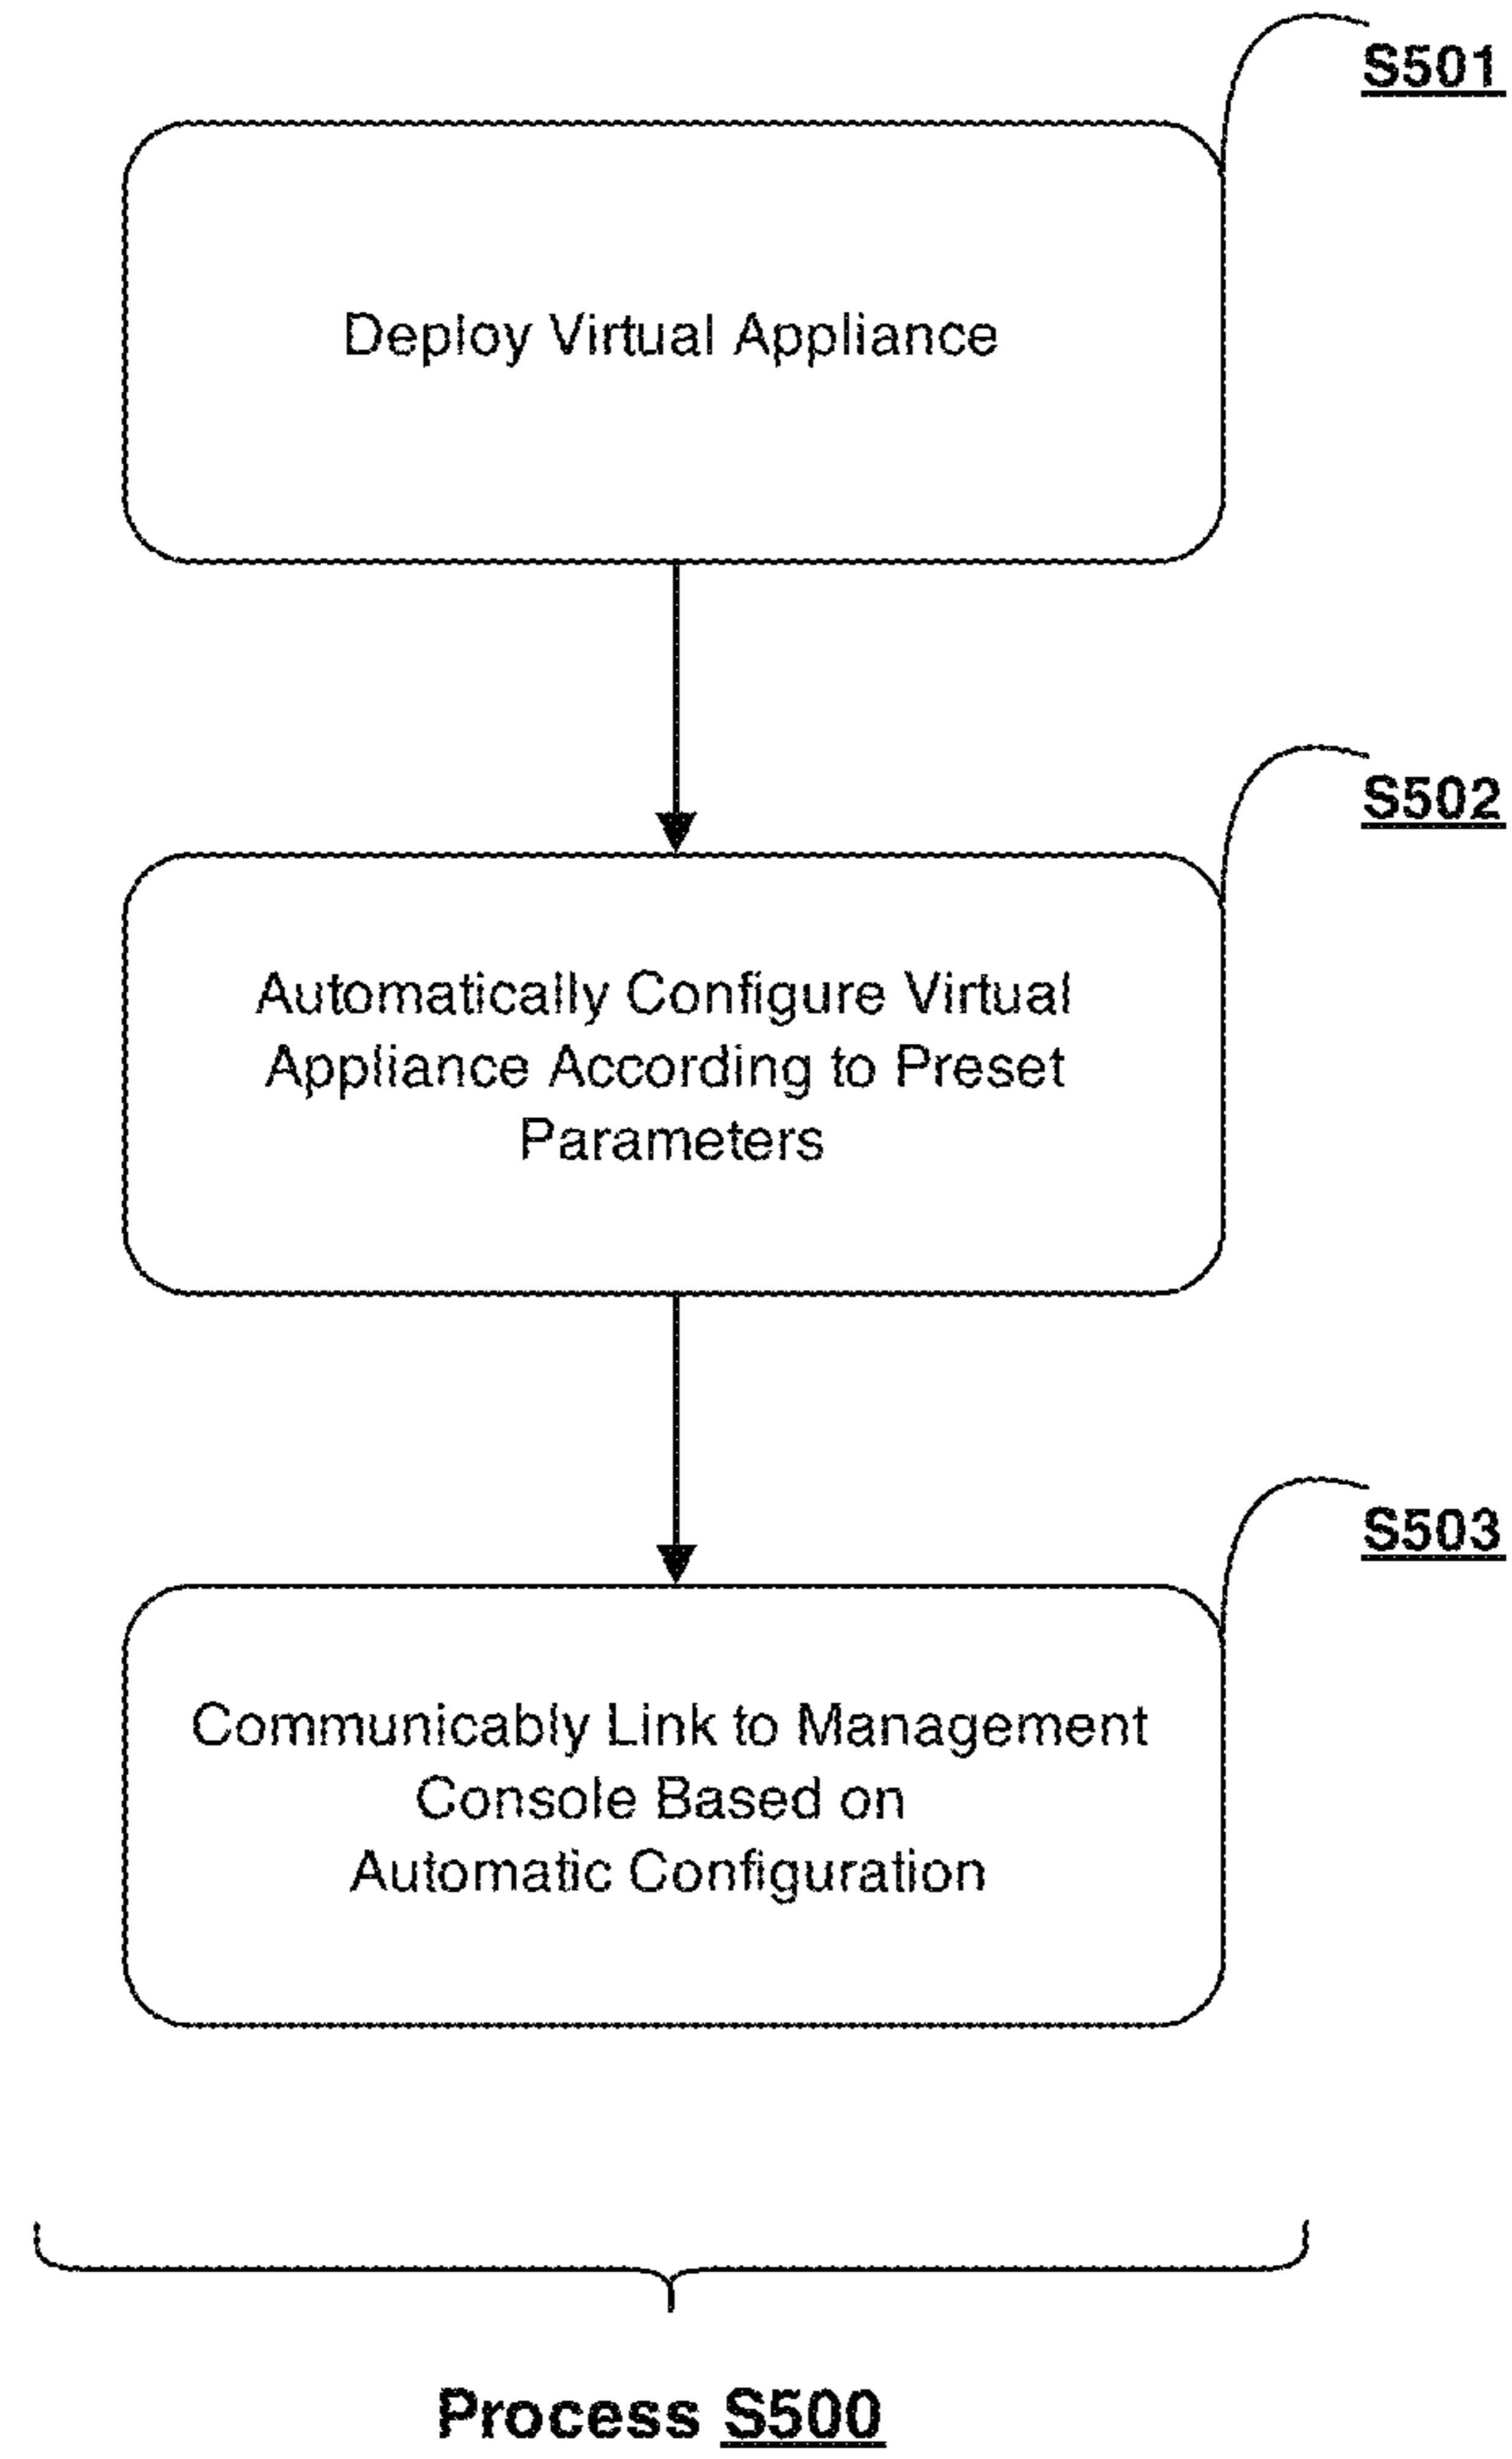 S501
Deploy Virtual Appliance
S502
Automatically Configure Virtual
Appliance According to Preset
Parameters
S503
Communicably Link to Management
Console Based on
Automatic Configuration
Process S500